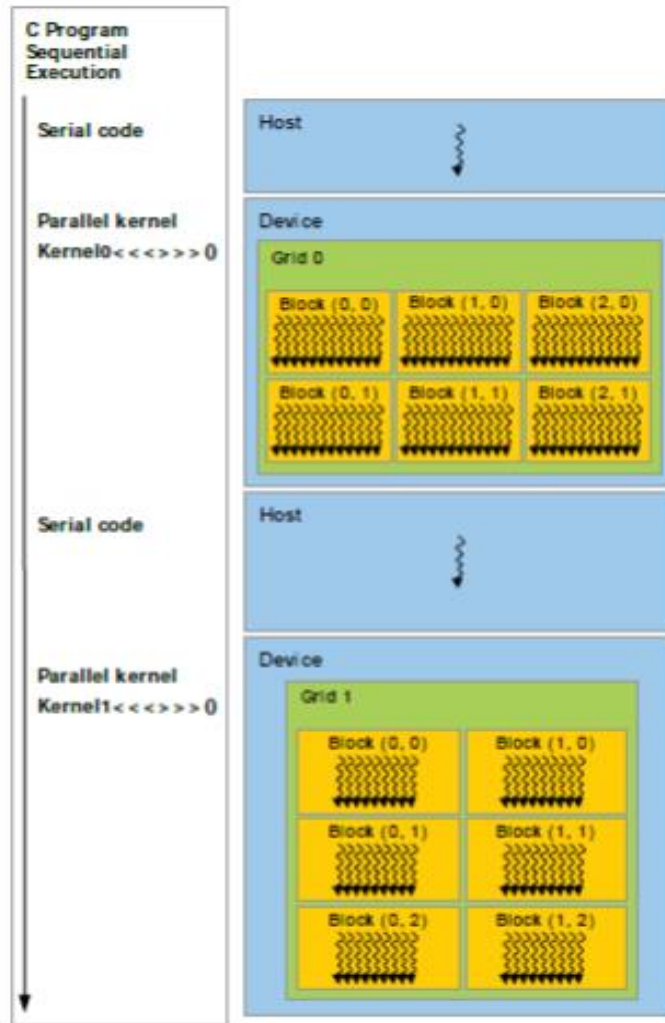 C Program
Sequential
Execution
Serial code
Host
Parallel kernel
Kernel0<<<>>>()
Device
Grid 0
Block (0, 0)
Block (1, 0)
Block (2, 0)
Block (0, 1)
Block (1, 1)
Block (2, 1)
Serial code
Host
Parallel kernel
Kernel1<<<>>>()
Device
Grid 1
Block (0, 0)
Block (1, 0)
Block (0, 1)
Block (1, 1)
Block (0, 2)
Block (1, 2)